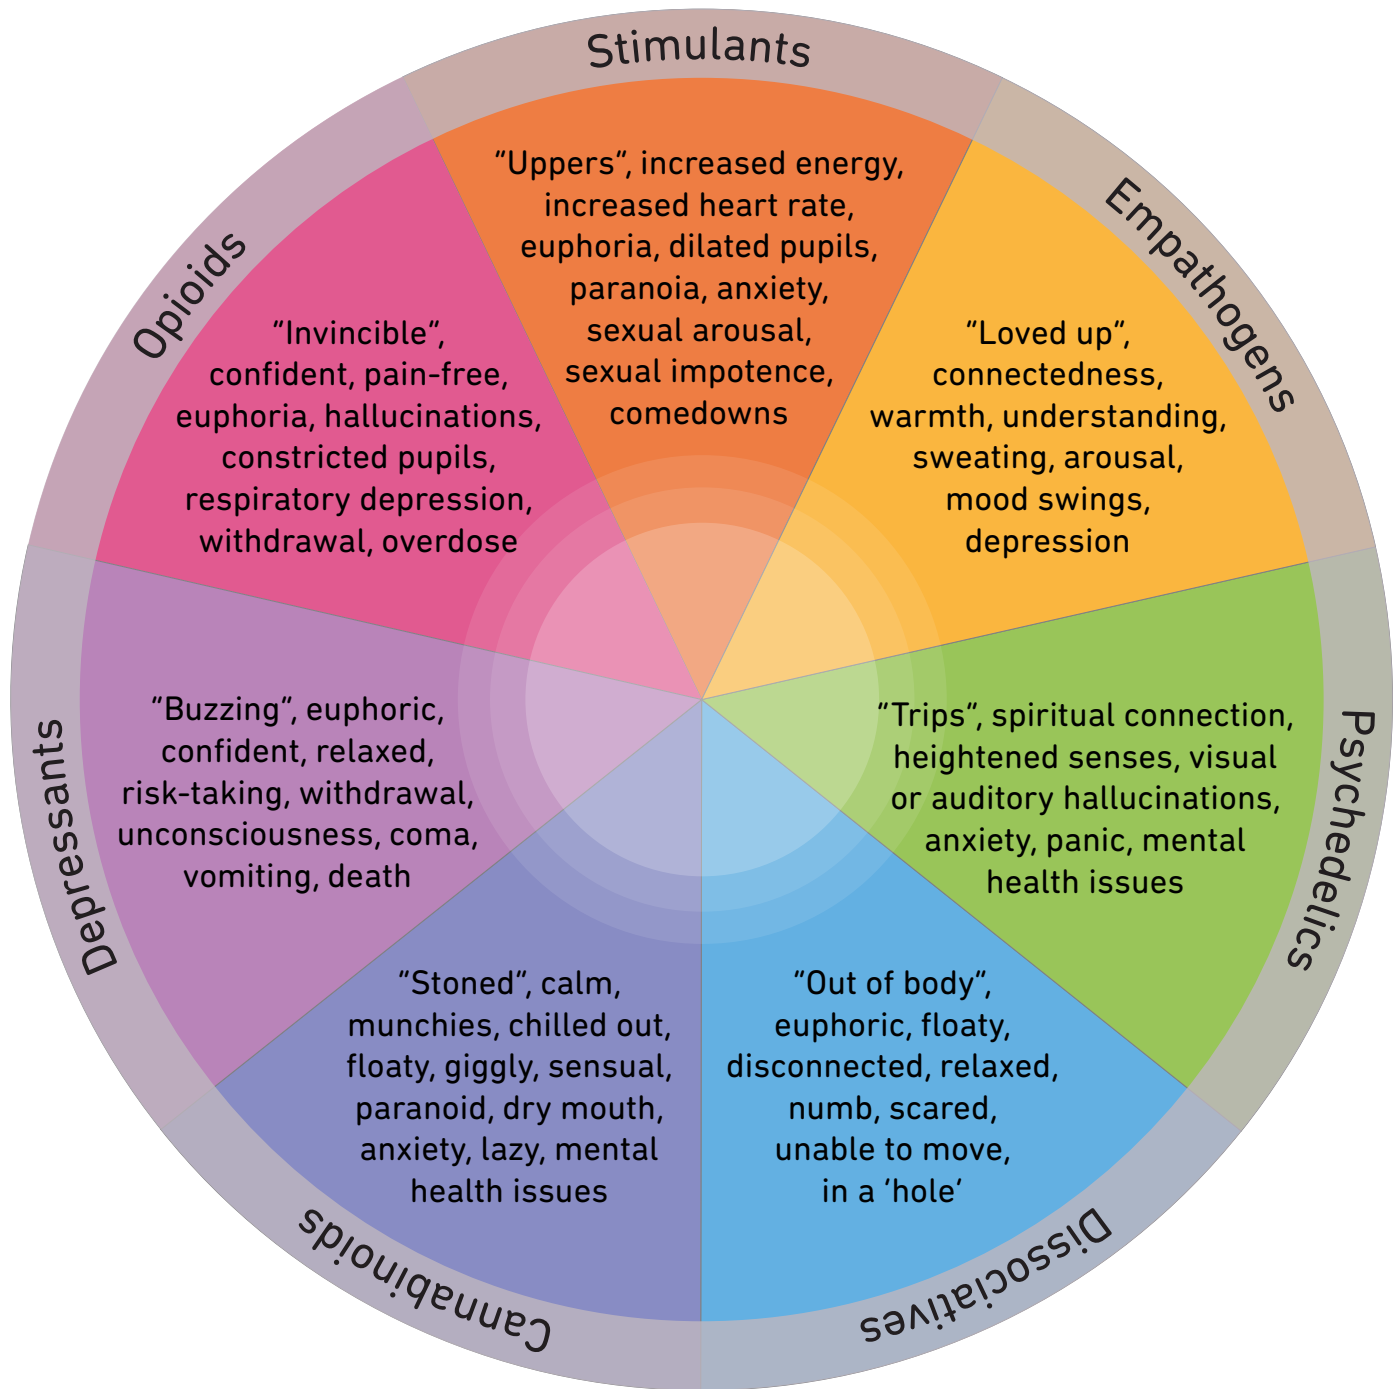 Stimulants
“Uppers“, increased energy,
increased heart rate,
euphoria, dilated pupils,
paranoia, anxiety,
sexual arousal,
sexual impotence,
comedowns
Empathogens
“Loved up“,
connectedness,
warmth, understanding,
sweating, arousal,
mood swings,
depression
Psychedelics
“Trips“, spiritual connection,
heightened senses, visual
or auditory hallucinations,
anxiety, panic, mental
health issues
Dissociatives
“Out of body“,
euphoric, floaty,
disconnected, relaxed,
numb, scared,
unable to move,
in a ‘hole‘
Cannabinoids
“Stoned“, calm,
munchies, chilled out,
floaty, giggly, sensual,
paranoid, dry mouth,
anxiety, lazy, mental
health issues
Depressants
“Buzzing“, euphoric,
confident, relaxed,
risk-taking, withdrawal,
unconsciousness, coma,
vomiting, death
Opioids
“Invincible“,
confident, pain-free,
euphoria, hallucinations,
constricted pupils,
respiratory depression,
withdrawal, overdose